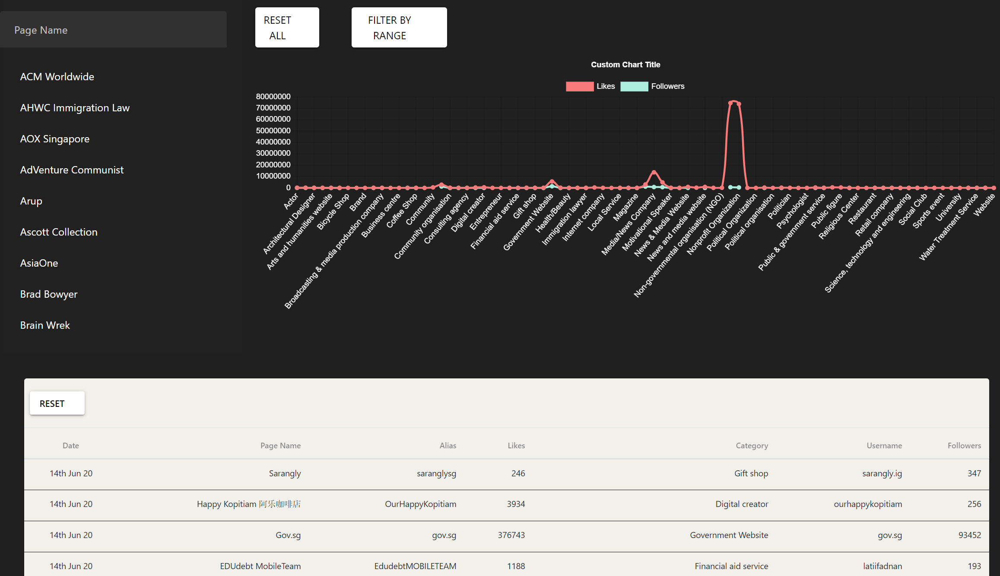 Page Name
RESET
ALL
FILTER BY
RANGE
ACM Worldwide
AHWC Immigration Law
AOX Singapore
AdVenture Communist
Arup
Ascott Collection
AsiaOne
Brad Bowyer
Brain Wrek
Custom Chart Title
Likes
Followers
80000000
70000000
60000000
50000000
40000000
30000000
20000000
10000000
0
Actor
Architectural Designer
Arts and humanities website
Bicycle Shop
Brand
Broadcasting & media production company
Business centre
Coffee Shop
Community
Community organisation
Consulting agency
Digital creator
Entrepreneur
Financial aid service
Gift shop
Government Website
Health/Beauty
Immigration lawyer
Internet company
Local Service
Magazine
Media/News Company
Motivational Speaker
News & Media Website
News and media website
Non-governmental organisation (NGO)
Nonprofit Organization
Political Organization
Political organisation
Politician
Psychologist
Public & government service
Public figure
Religious Center
Restaurant
Retail company
Science, technology and engineering
Social Club
Sports event
University
Water Treatment Service
Website
RESET
Date Page Name Alias Likes Category Username Followers
14th Jun 20 Sarangly saranglysg 246 Gift shop sarangly.ig 347
14th Jun 20 Happy Kopitiam 阿乐咖啡店 OurHappyKopitiam 3934 Digital creator ourhappykopitiam 256
14th Jun 20 Gov.sg gov.sg 376743 Government Website gov.sg 93452
14th Jun 20 EDUdebt MobileTeam EdudebtMOBILETEAM 1188 Financial aid service latiifadnan 193